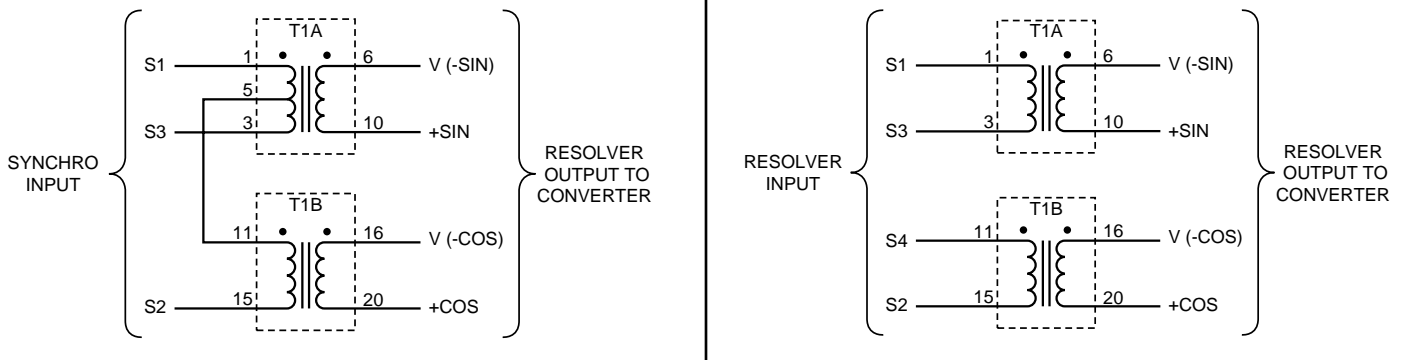 T1A
S1
1
6
V (-SIN)
5
S3
3
10
+SIN
SYNCHRO
INPUT
RESOLVER
OUTPUT TO
CONVERTER
T1B
11
16
V (-COS)
S2
15
20
+COS
T1A
S1
1
6
V (-SIN)
S3
3
10
+SIN
RESOLVER
INPUT
RESOLVER
OUTPUT TO
CONVERTER
T1B
S4
11
16
V (-COS)
S2
15
20
+COS